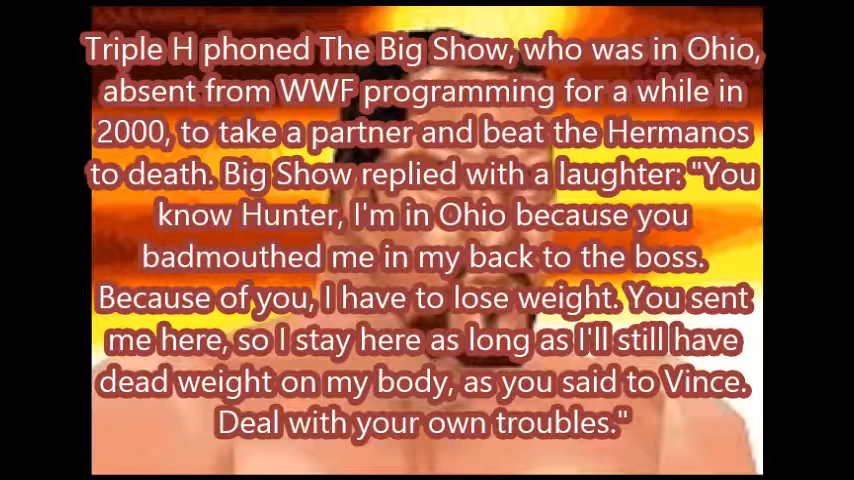 Triple H phoned The Big Show, who was in Ohio,
absent from WWF programming for a while in
2000, to take a partner and beat the Hermanos
to death. Big Show replied with a laughter: "You
know Hunter, I'm in Ohio because you
badmouthed me in my back to the boss.
Because of you, I have to lose weight. You sent
me here, so I stay here as long as I'll still have
dead weight on my body, as you said to Vince.
Deal with your own troubles."